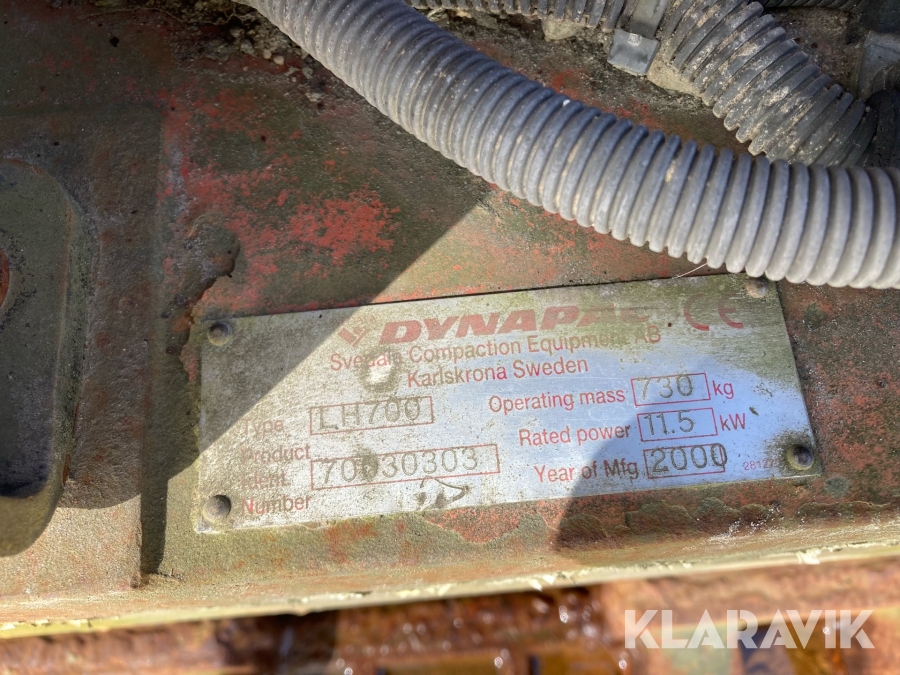 DYNAPAC CE
Svedala Compaction Equipment AB
Karlskrona Sweden
Type LH700
Operating mass 730 kg
Product
Ident. 70030303
Number
Rated power 11.5 kW
Year of Mfg 2000
KLARAVIK